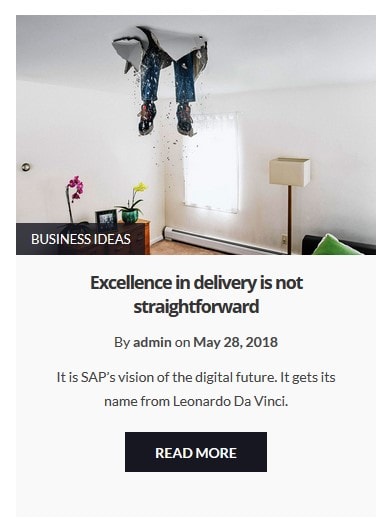 BUSINESS IDEAS
Excellence in delivery is not
straightforward
By admin on May 28, 2018
It is SAP's vision of the digital future. It gets its
name from Leonardo Da Vinci.
READ MORE